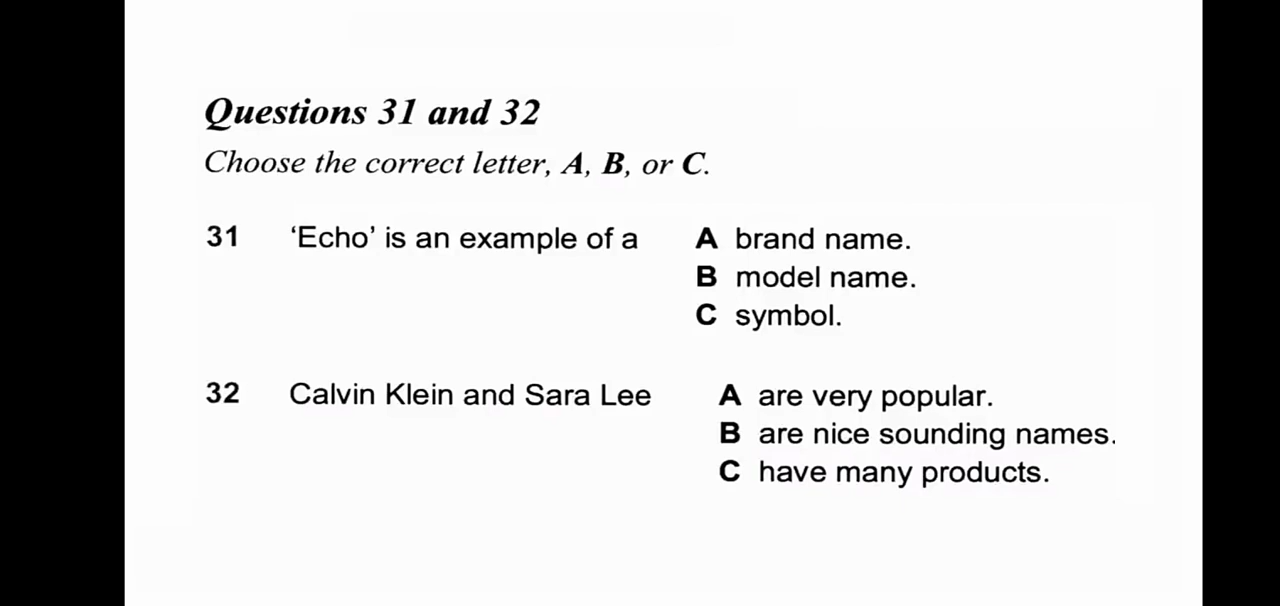 Questions 31 and 32
Choose the correct letter, A, B, or C.
31 ‘Echo’ is an example of a A brand name.
B model name.
C symbol.
32 Calvin Klein and Sara Lee A are very popular.
B are nice sounding names.
C have many products.